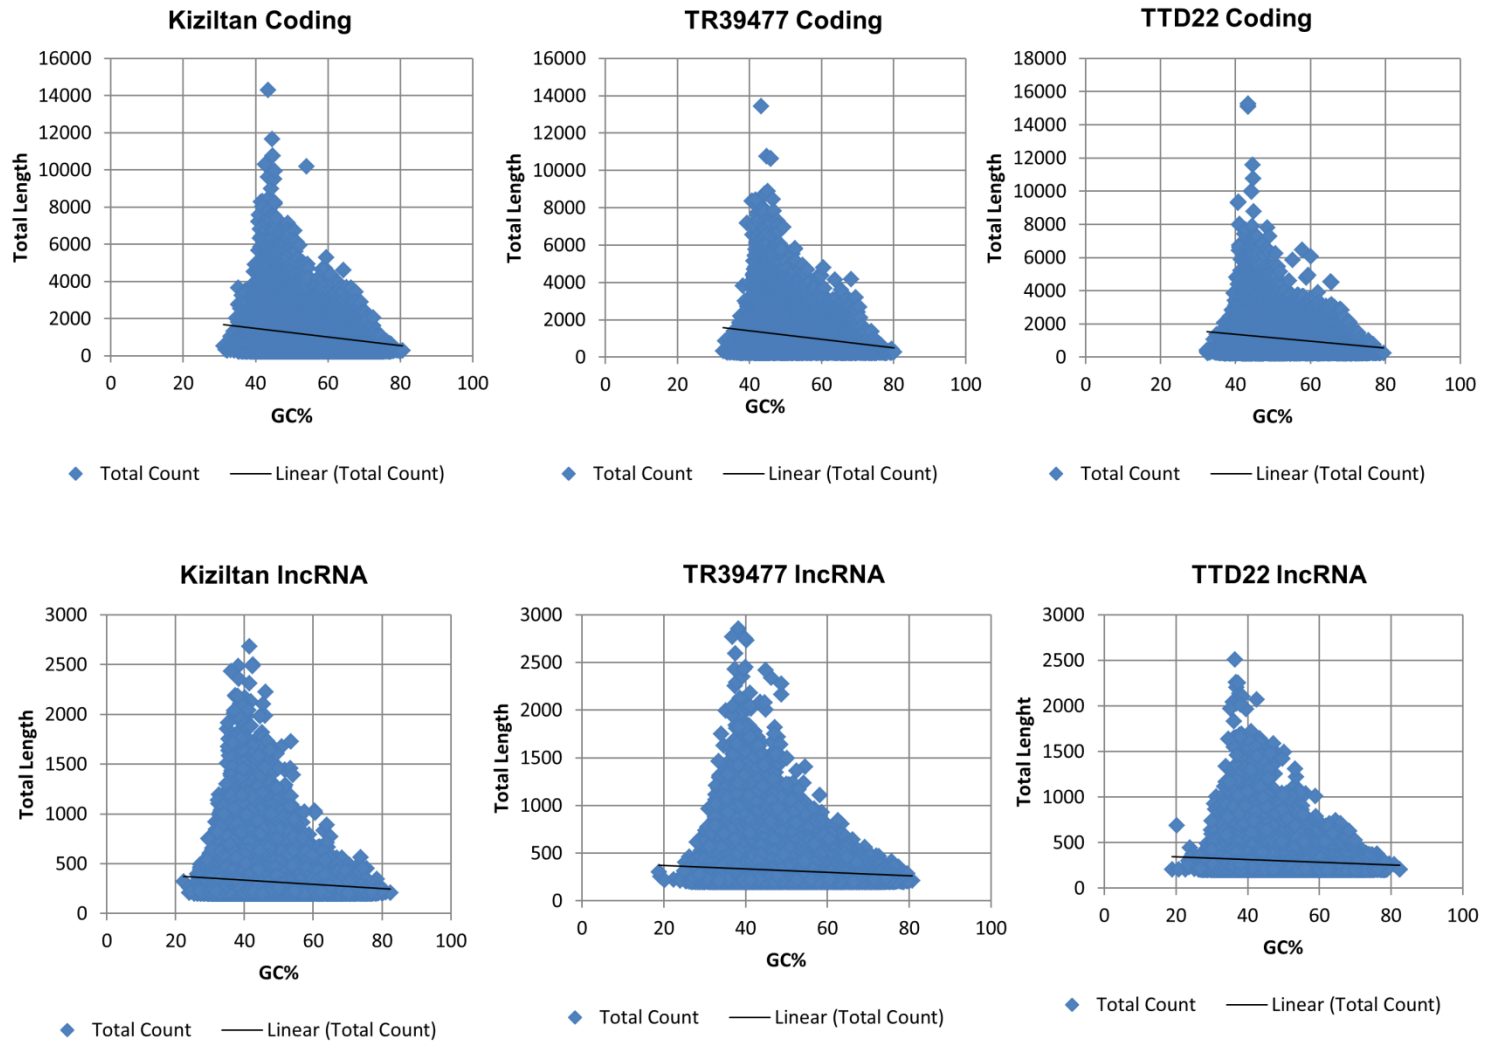 Kiziltan Coding
16000
14000
12000
10000
8000
6000
4000
2000
0
Total Length
0 20 40 60 80 100
GC%
Total Count Linear (Total Count)
TR39477 Coding
16000
14000
12000
10000
8000
6000
4000
2000
0
Total Length
0 20 40 60 80 100
GC%
Total Count Linear (Total Count)
TTD22 Coding
18000
16000
14000
12000
10000
8000
6000
4000
2000
0
Total Length
0 20 40 60 80 100
GC%
Total Count Linear (Total Count)
Kiziltan lncRNA
3000
2500
2000
1500
1000
500
0
Total Length
0 20 40 60 80 100
GC%
Total Count Linear (Total Count)
TR39477 lncRNA
3000
2500
2000
1500
1000
500
0
Total Length
0 20 40 60 80 100
GC%
Total Count Linear (Total Count)
TTD22 lncRNA
3000
2500
2000
1500
1000
500
0
Total Lenght
0 20 40 60 80 100
GC%
Total Count Linear (Total Count)